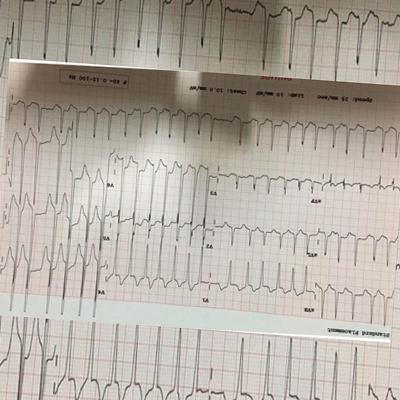 Standard Placement
aVR V1 V4
aVL V2 V5
aVF V3 V6
Speed: 25 mm/sec Limb: 10 mm/mV Chest: 10.0 mm/mV F 60~ 0.15-100 Hz